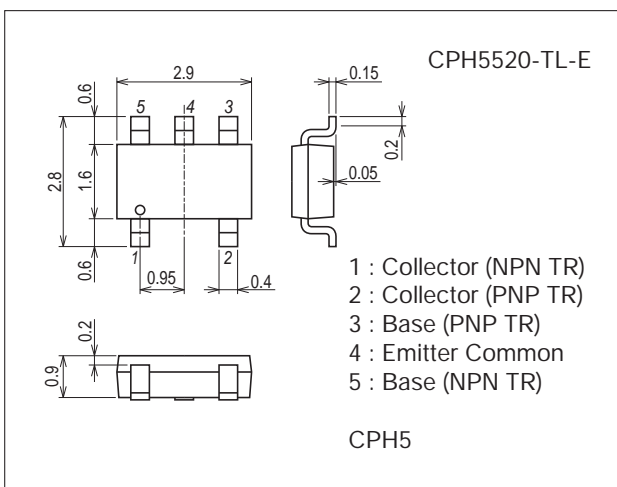 CPH5520-TL-E
2.9
0.15
0.6
5
4
3
0.2
2.8
1.6
0.05
0.6
1
2
0.95
0.4
1 : Collector (NPN TR)
2 : Collector (PNP TR)
3 : Base (PNP TR)
4 : Emitter Common
5 : Base (NPN TR)
0.2
0.9
CPH5